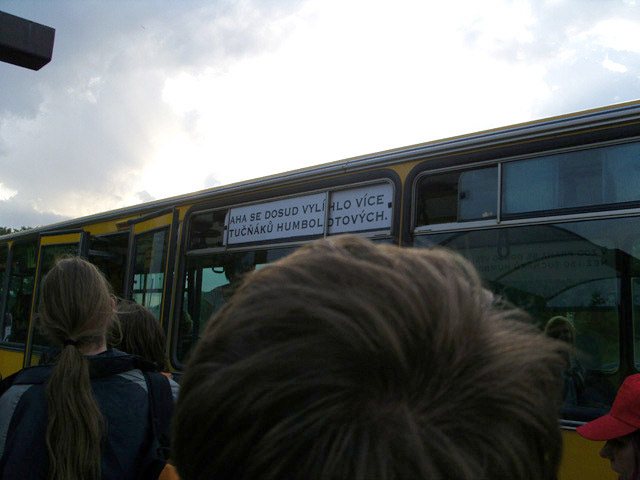 AHA SE DOSUD VYLÍHLO VÍCE
TUČŇÁKŮ HUMBOLDTOVÝCH.